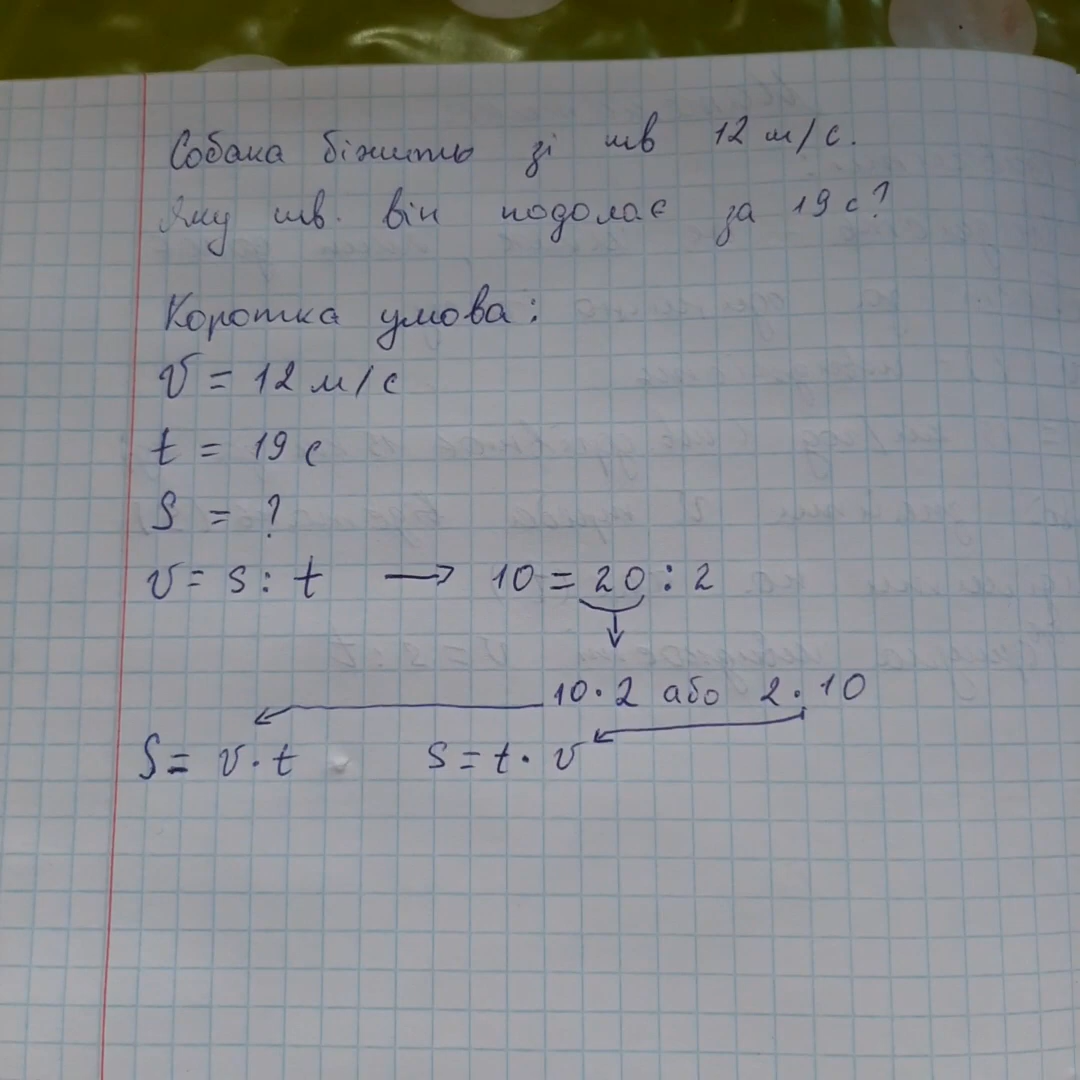 Собака біжить зі шв 12 м/с.
Яку шв. він подолає за 19 с?
Коротка умова:
v = 12 м/с
t = 19 с
S = ?
v = s : t → 10 = 20 : 2
10 · 2 або 2 · 10
S = v · t s = t · v